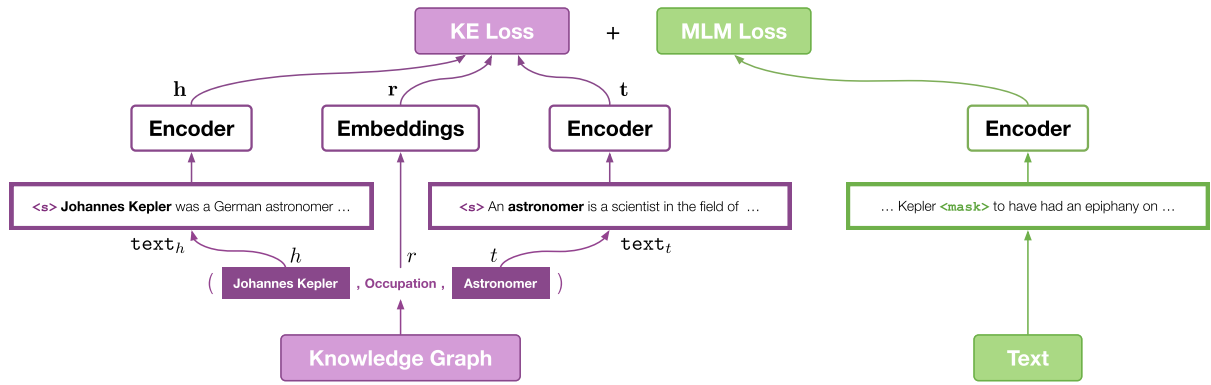 KE Loss + MLM Loss
h r t
Encoder Embeddings Encoder Encoder
<s> Johannes Kepler was a German astronomer ... <s> An astronomer is a scientist in the field of ... ... Kepler <mask> to have had an epiphany on ...
text_h h r t text_t
( Johannes Kepler , Occupation , Astronomer )
Knowledge Graph Text